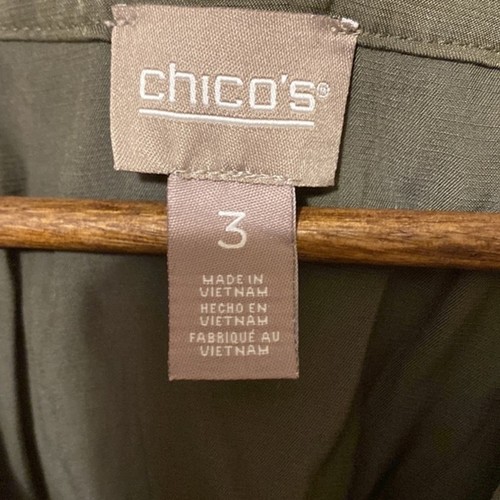 chico's®
3
MADE IN
VIETNAM
HECHO EN
VIETNAM
FABRIQUÉ AU
VIETNAM